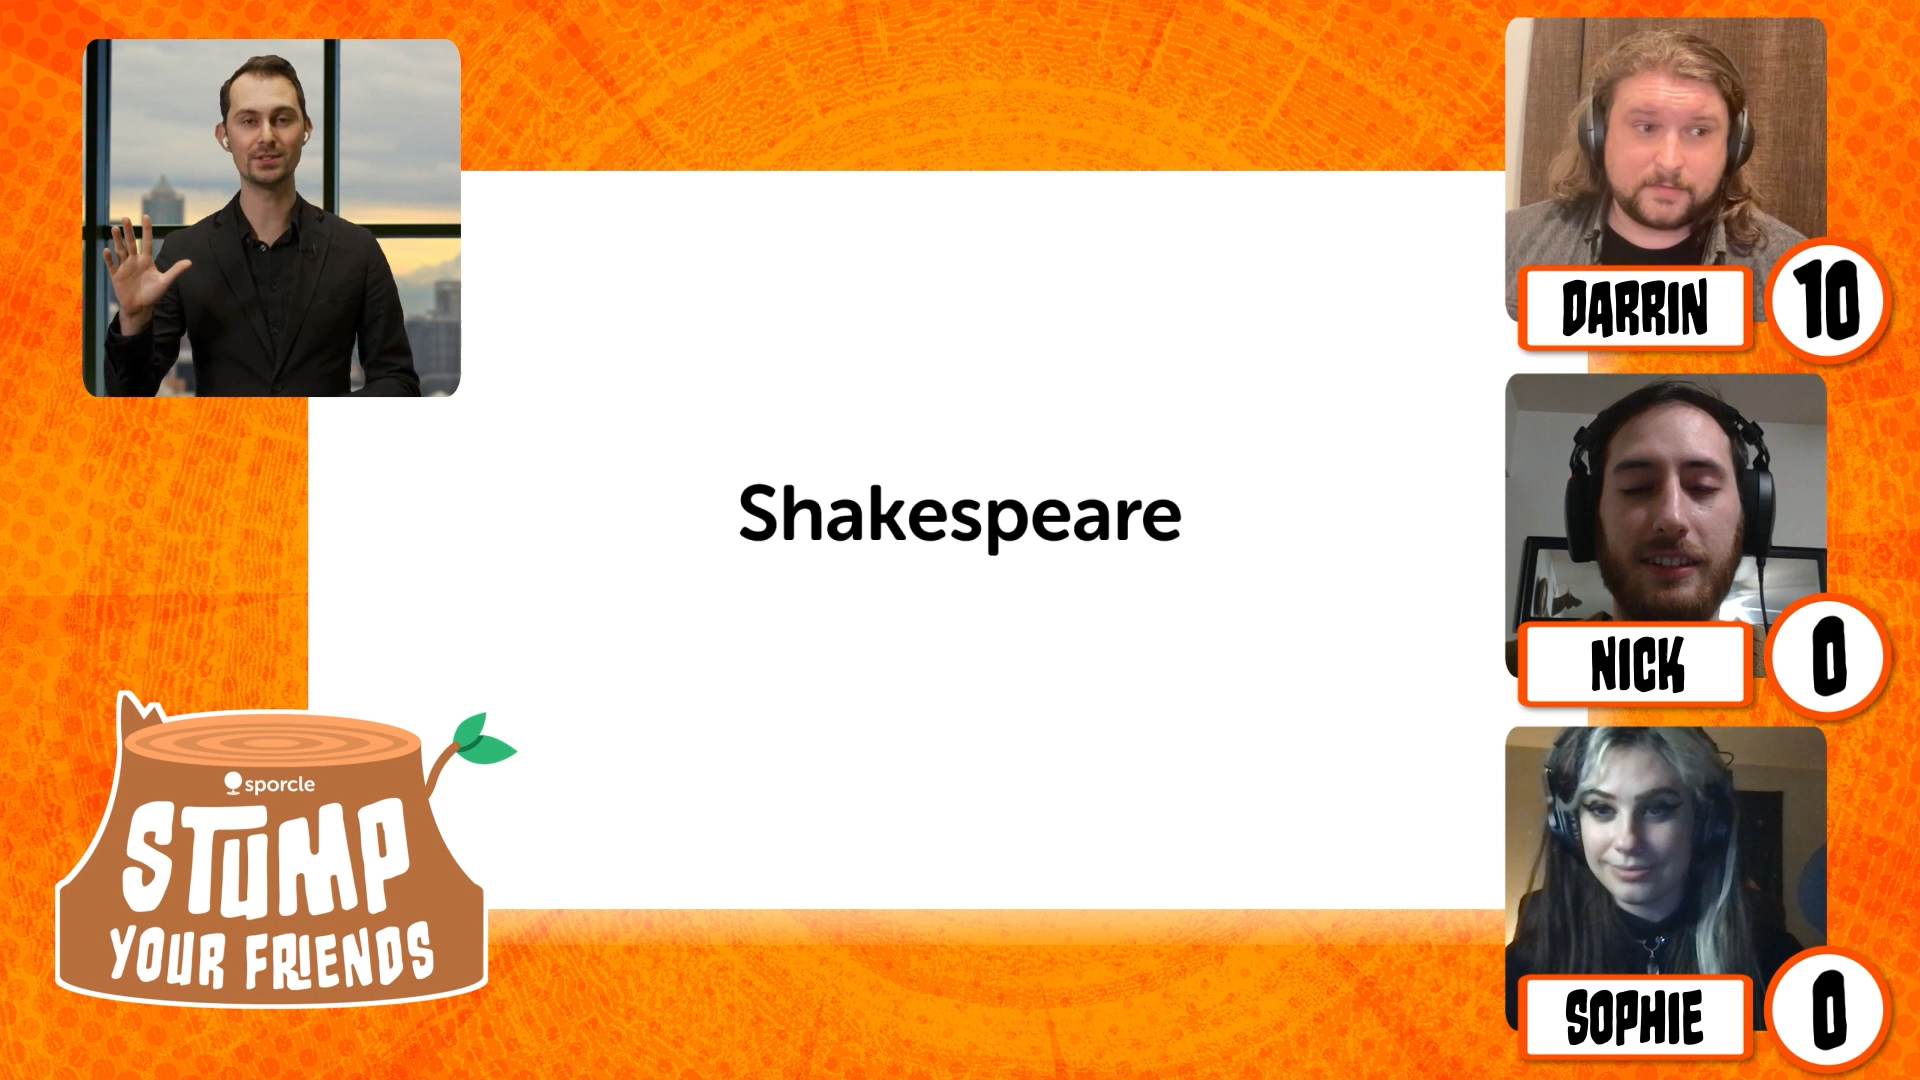 Shakespeare
DARRIN
10
NICK
0
SOPHIE
0
sporcle
STUMP
YOUR FRIENDS